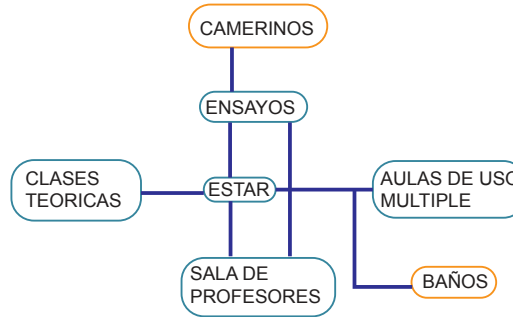 CAMERINOS
ENSAYOS
CLASES
TEORICAS
ESTAR
AULAS DE USO
MULTIPLE
SALA DE
PROFESORES
BAÑOS